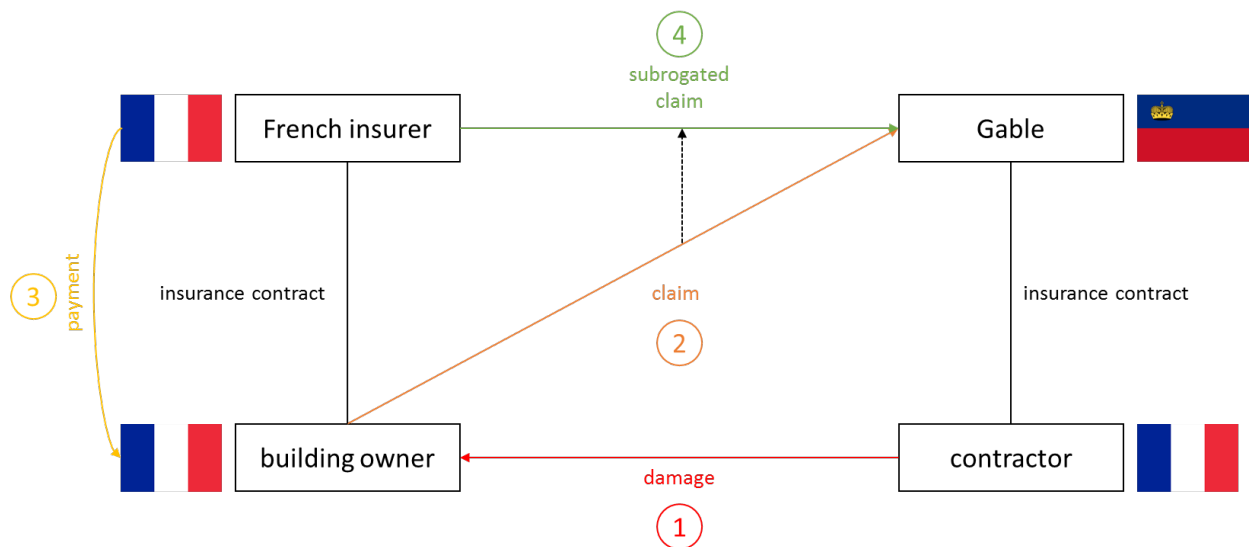 4
subrogated
claim
French insurer
Gable
3
payment
insurance contract
claim
2
insurance contract
building owner
contractor
damage
1